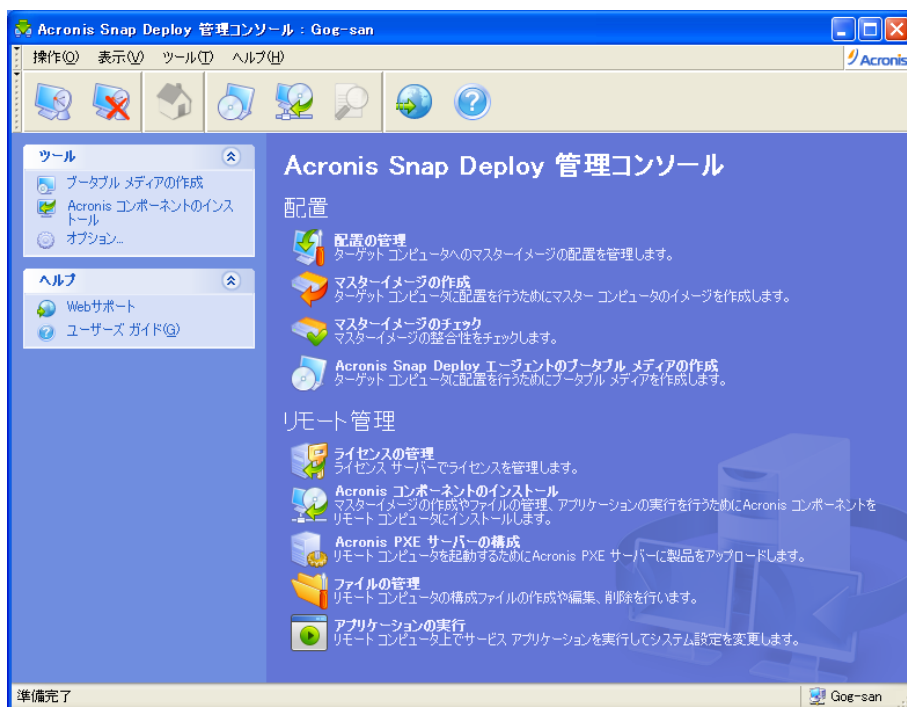 Acronis Snap Deploy 管理コンソール : Gog-san
操作(O) 表示(V) ツール(T) ヘルプ(H)
Acronis
ツール
ブータブル メディアの作成
Acronis コンポーネントのインス
トール
オプション...
ヘルプ
Webサポート
ユーザーズ ガイド(G)
Acronis Snap Deploy 管理コンソール
配置
配置の管理
ターゲット コンピュータへのマスターイメージの配置を管理します。
マスターイメージの作成
ターゲット コンピュータに配置を行うためにマスター コンピュータのイメージを作成します。
マスターイメージのチェック
マスターイメージの整合性をチェックします。
Acronis Snap Deploy エージェントのブータブル メディアの作成
ターゲット コンピュータに配置を行うためにブータブル メディアを作成します。
リモート管理
ライセンスの管理
ライセンス サーバーでライセンスを管理します。
Acronis コンポーネントのインストール
マスターイメージの作成やファイルの管理、アプリケーションの実行を行うためにAcronis コンポーネントを
リモート コンピュータにインストールします。
Acronis PXE サーバーの構成
リモート コンピュータを起動するためにAcronis PXE サーバーに製品をアップロードします。
ファイルの管理
リモート コンピュータの構成ファイルの作成や編集、削除を行います。
アプリケーションの実行
リモート コンピュータ上でサービス アプリケーションを実行してシステム設定を変更します。
準備完了
Gog-san